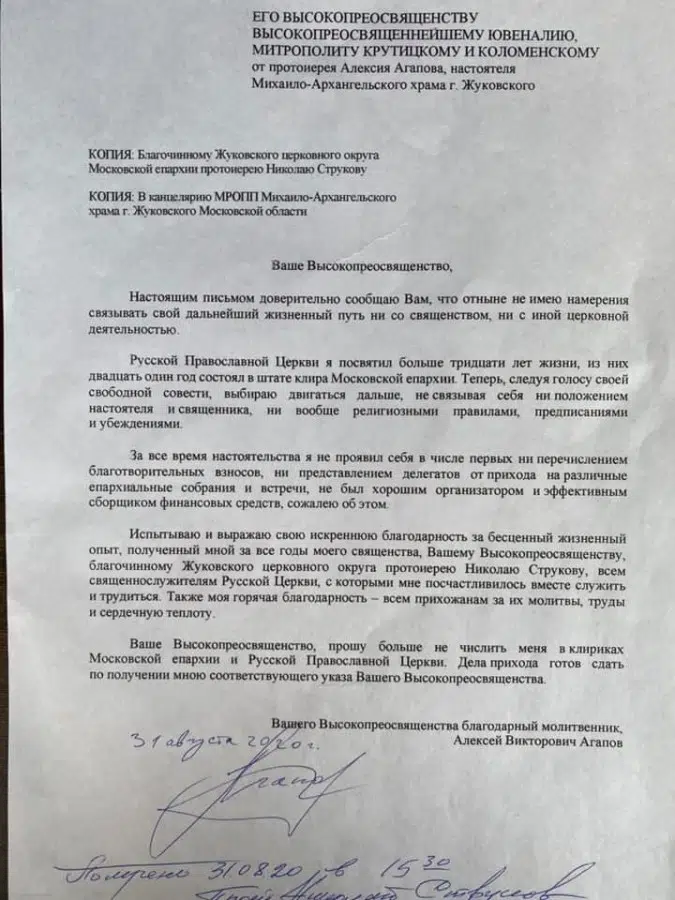 ЕГО ВЫСОКОПРЕОСВЯЩЕНСТВУ
ВЫСОКОПРЕОСВЯЩЕННЕЙШЕМУ ЮВЕНАЛИЮ,
МИТРОПОЛИТУ КРУТИЦКОМУ И КОЛОМЕНСКОМУ
от протоиерея Алексия Агапова, настоятеля
Михаило-Архангельского храма г. Жуковского
КОПИЯ: Благочинному Жуковского церковного округа
Московской епархии протоиерею Николаю Струкову
КОПИЯ: В канцелярию МРОПП Михаило-Архангельского
храма г. Жуковского Московской области
Ваше Высокопреосвященство,
Настоящим письмом доверительно сообщаю Вам, что отныне не имею намерения
связывать свой дальнейший жизненный путь ни со священством, ни с иной церковной
деятельностью.
Русской Православной Церкви я посвятил больше тридцати лет жизни, из них
двадцать один год состоял в штате клира Московской епархии. Теперь, следуя голосу своей
свободной совести, выбираю двигаться дальше, не связывая себя ни положением
настоятеля и священника, ни вообще религиозными правилами, предписаниями
и убеждениями.
За все время настоятельства я не проявил себя в числе первых ни перечислением
благотворительных взносов, ни представлением делегатов от прихода на различные
епархиальные собрания и встречи, не был хорошим организатором и эффективным
сборщиком финансовых средств, сожалею об этом.
Испытываю и выражаю свою искреннюю благодарность за бесценный жизненный
опыт, полученный мной за все годы моего священства, Вашему Высокопреосвященству,
благочинному Жуковского церковного округа протоиерею Николаю Струкову, всем
священнослужителям Русской Церкви, с которыми мне посчастливилось вместе служить
и трудиться. Также моя горячая благодарность – всем прихожанам за их молитвы, труды
и сердечную теплоту.
Ваше Высокопреосвященство, прошу больше не числить меня в клириках
Московской епархии и Русской Православной Церкви. Дела прихода готов сдать
по получении мною соответствующего указа Вашего Высокопреосвященства.
Вашего Высокопреосвященства благодарный молитвенник,
31 августа 2020 г. Алексей Викторович Агапов
Агапов
310820 в 15 30
Николай Струков